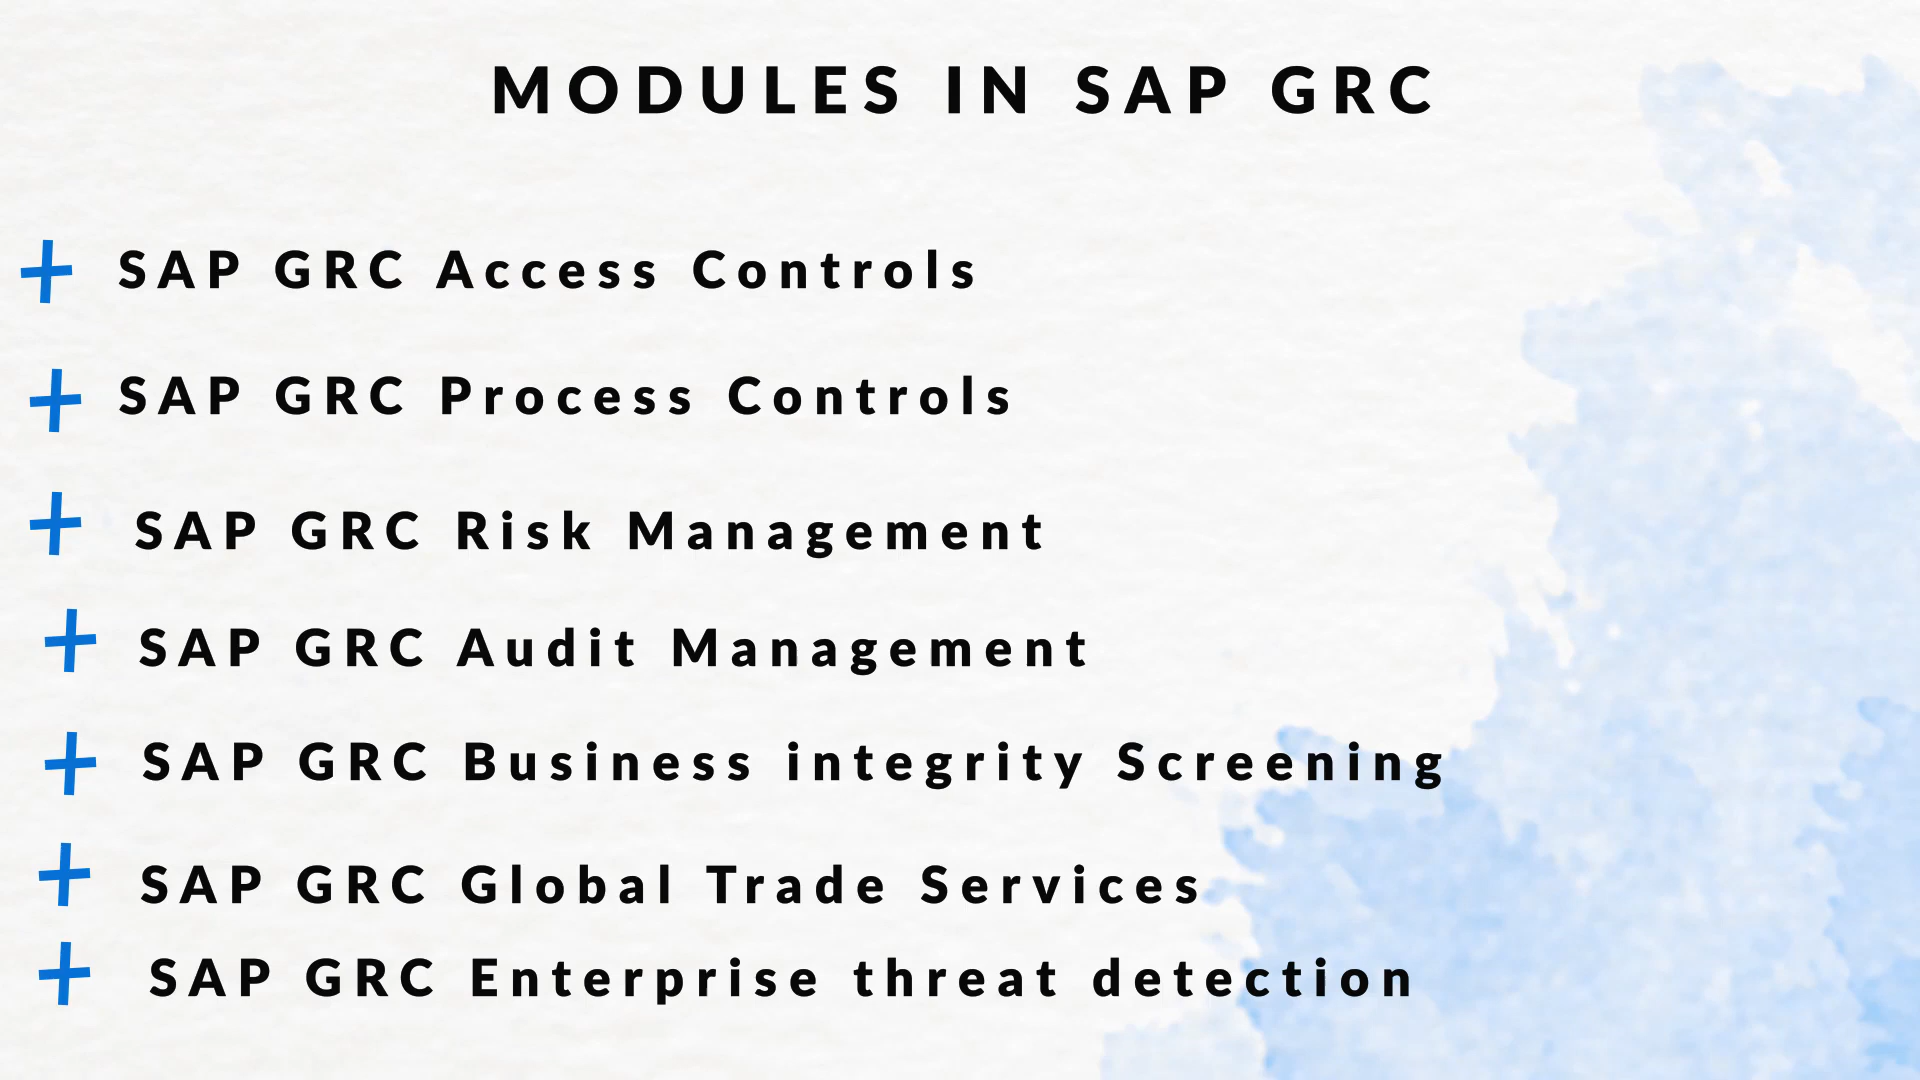 MODULES IN SAP GRC
SAP GRC Access Controls
SAP GRC Process Controls
SAP GRC Risk Management
SAP GRC Audit Management
SAP GRC Business integrity Screening
SAP GRC Global Trade Services
SAP GRC Enterprise threat detection